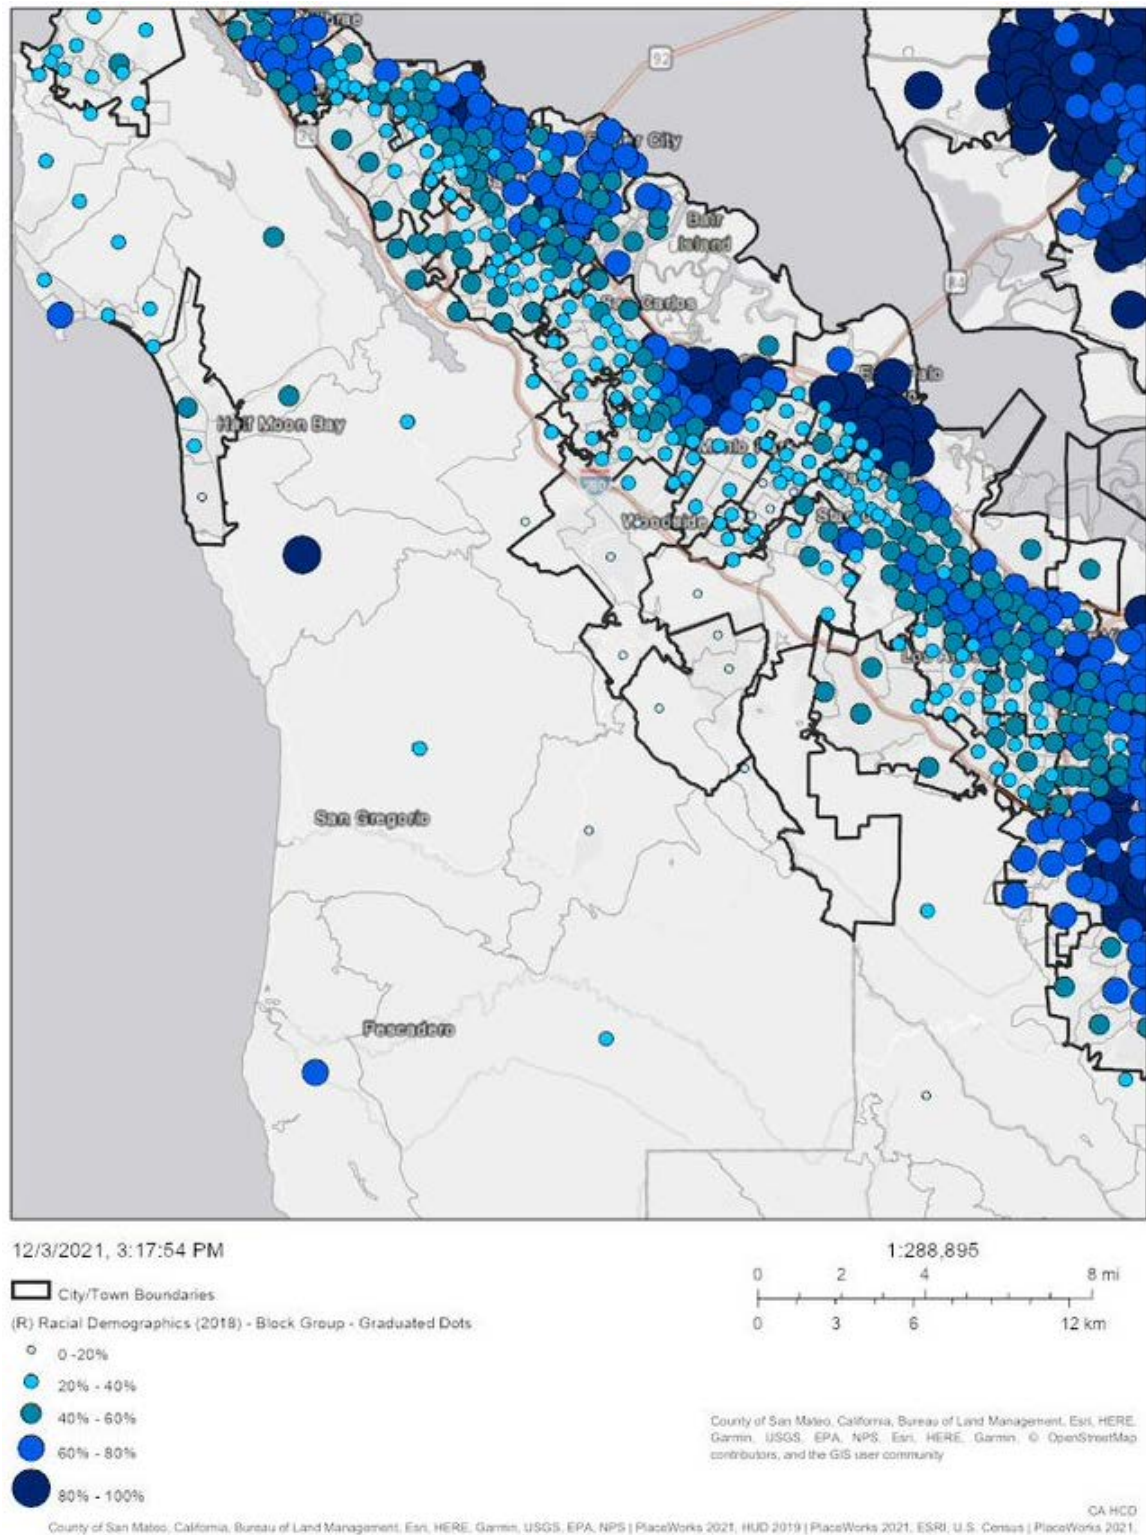 92
Bair
Island
84
Half Moon Bay
Woodside
San Gregorio
Pescadero
12/3/2021, 3:17:54 PM
1:288,895
0 2 4 8 mi
0 3 6 12 km
City/Town Boundaries
(R) Racial Demographics (2018) - Block Group - Graduated Dots
0 -20%
20% - 40%
40% - 60%
60% - 80%
80% - 100%
County of San Mateo, California, Bureau of Land Management, Esri, HERE,
Garmin, USGS, EPA, NPS, Esri, HERE, Garmin, © OpenStreetMap
contributors, and the GIS user community
CA HCD
County of San Mateo, California, Bureau of Land Management, Esri, HERE, Garmin, USGS, EPA, NPS | PlaceWorks 2021, HUD 2019 | PlaceWorks 2021, ESRI, U.S. Census | PlaceWorks 2021